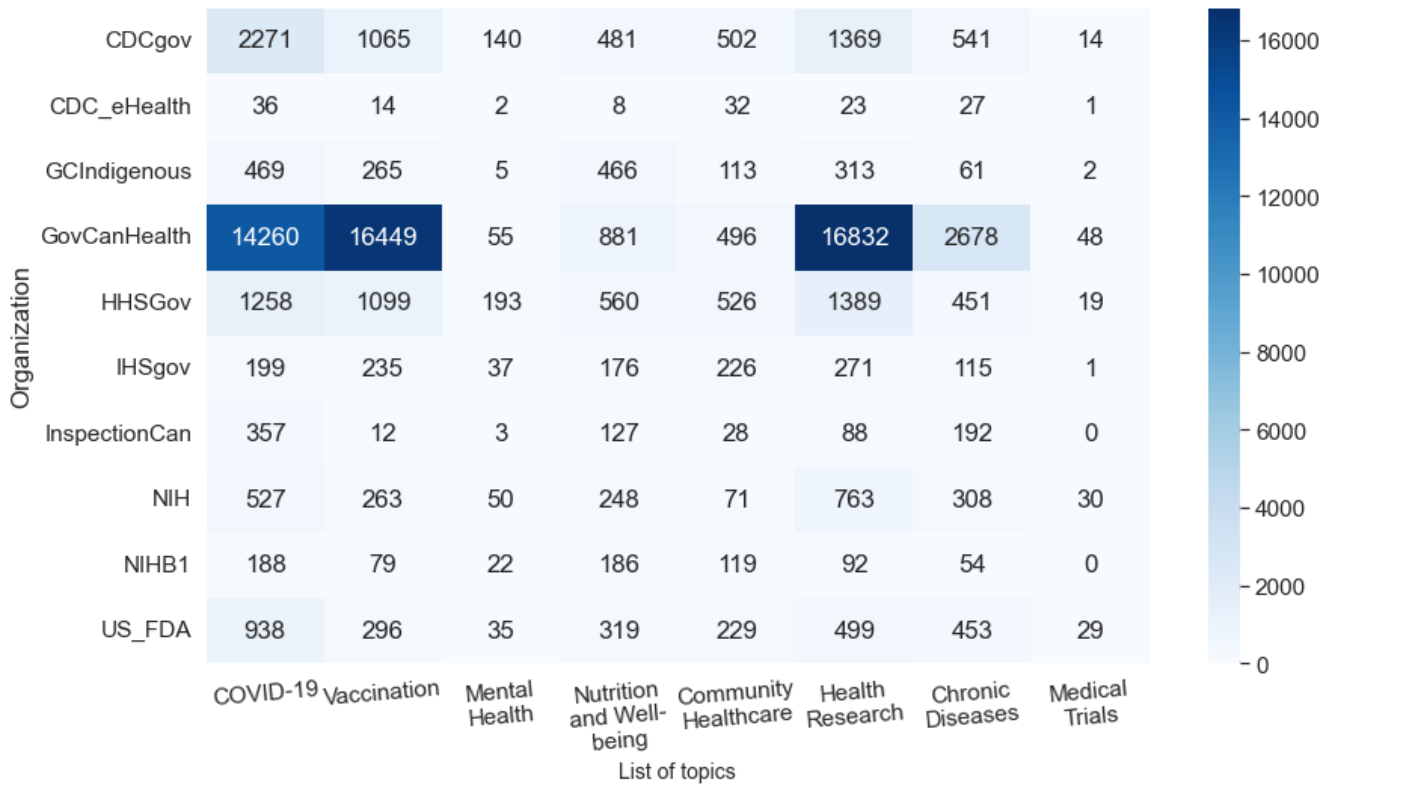 CDCgov 2271 1065 140 481 502 1369 541 14
CDC_eHealth 36 14 2 8 32 23 27 1
GCIndigenous 469 265 5 466 113 313 61 2
GovCanHealth 14260 16449 55 881 496 16832 2678 48
HHSGov 1258 1099 193 560 526 1389 451 19
IHSgov 199 235 37 176 226 271 115 1
InspectionCan 357 12 3 127 28 88 192 0
NIH 527 263 50 248 71 763 308 30
NIHB1 188 79 22 186 119 92 54 0
US_FDA 938 296 35 319 229 499 453 29
Organization
COVID-19
Vaccination
Mental
Health
Nutrition
and Well-
being
Community
Healthcare
Health
Research
Chronic
Diseases
Medical
Trials
List of topics
16000
14000
12000
10000
8000
6000
4000
2000
0